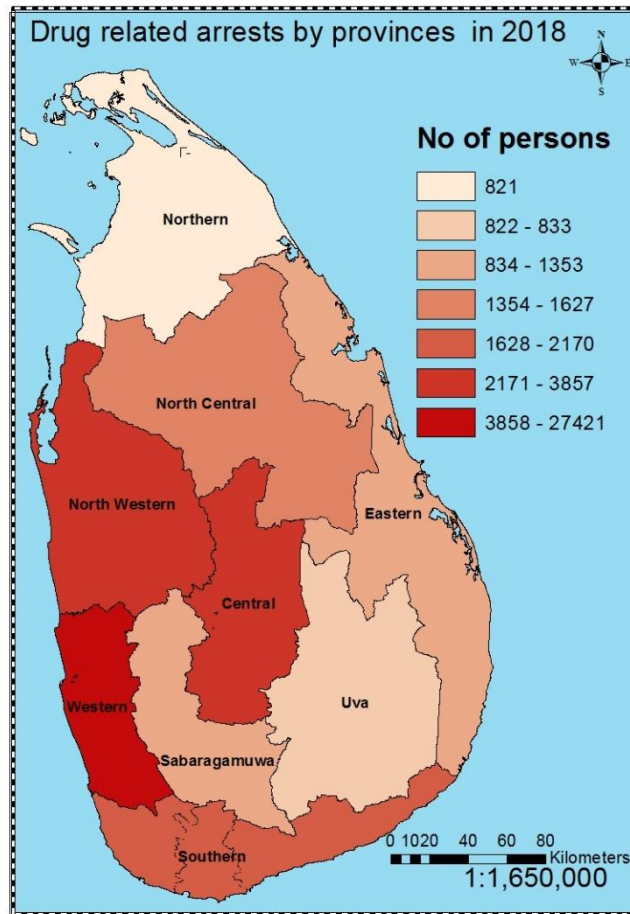 Drug related arrests by provinces in 2018
N
W E
S
No of persons
821
822 - 833
834 - 1353
1354 - 1627
1628 - 2170
2171 - 3857
3858 - 27421
Northern
North Central
North Western
Eastern
Central
Western
Uva
Sabaragamuwa
Southern
0 1020 40 60 80
Kilometers
1:1,650,000